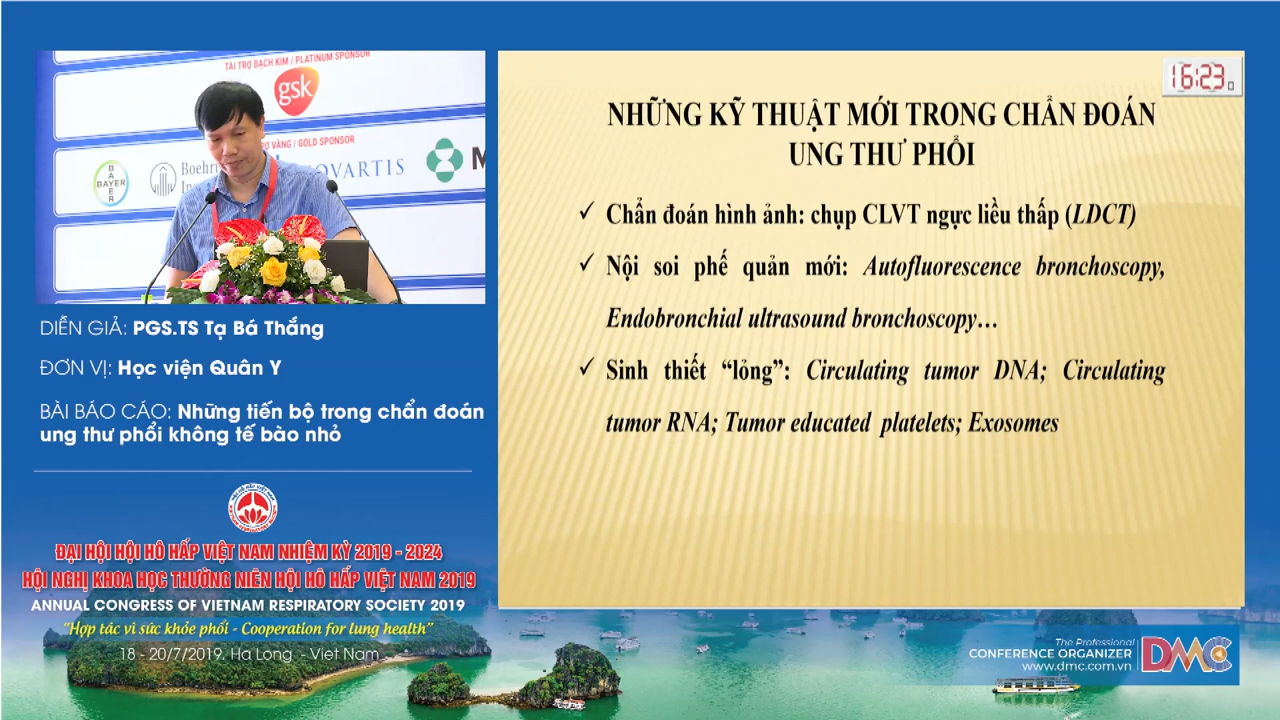 TÀI TRỢ BẠCH KIM / PLATINUM SPONSOR
gsk
VÀNG / GOLD SPONSOR
BAYER
BAYER
Boehri
NOVARTIS
M
16:23
NHỮNG KỸ THUẬT MỚI TRONG CHẨN ĐOÁN
UNG THƯ PHỔI
✓ Chẩn đoán hình ảnh: chụp CLVT ngực liều thấp (LDCT)
✓ Nội soi phế quản mới: Autofluorescence bronchoscopy,
Endobronchial ultrasound bronchoscopy…
✓ Sinh thiết “lỏng”: Circulating tumor DNA; Circulating
tumor RNA; Tumor educated platelets; Exosomes
DIỄN GIẢ: PGS.TS Tạ Bá Thắng
ĐƠN VỊ: Học viện Quân Y
BÀI BÁO CÁO: Những tiến bộ trong chẩn đoán
ung thư phổi không tế bào nhỏ
ĐẠI HỘI HỘI HÔ HẤP VIỆT NAM NHIỆM KỲ 2019 - 2024
HỘI NGHỊ KHOA HỌC THƯỜNG NIÊN HỘI HÔ HẤP VIỆT NAM 2019
ANNUAL CONGRESS OF VIETNAM RESPIRATORY SOCIETY 2019
“Hợp tác vì sức khỏe phổi - Cooperation for lung health”
18 - 20/7/2019. Ha Long - Viet Nam
The Professional
CONFERENCE ORGANIZER
www.dmc.com.vn
DMC